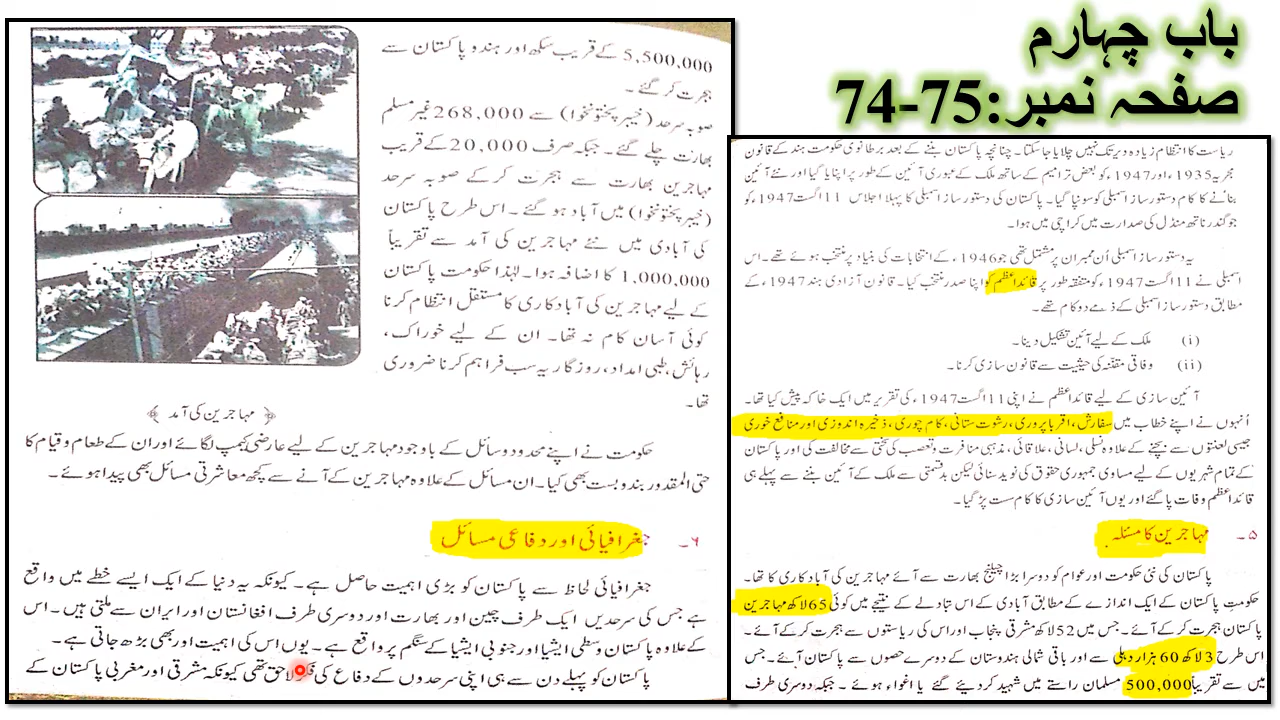 باب چہارم
صفحہ نمبر:75-74
ریاست کا انتظام زیادہ دیر تک نہیں چلایا جا سکتا۔ چنانچہ پاکستان بننے کے بعد برطانوی حکومت ہند کے قانون
مجریہ 1935ء اور 1947ء کو بعض ترامیم کے ساتھ ملک کے عبوری آئین کے طور پر اپنایا گیا اور نئے آئین
بنانے کا کام دستور ساز اسمبلی کو سونپا گیا۔ پاکستان کی دستور ساز اسمبلی کا پہلا اجلاس 11 اگست 1947ء کو
جو گندر ناتھ منڈل کی صدارت میں کراچی میں ہوا۔
یہ دستور ساز اسمبلی اُن ممبران پر مشتمل تھی جو 1946ء کے انتخابات کی بنیاد پر منتخب ہوئے تھے۔ اس
اسمبلی نے 11 اگست 1947ء کو متفقہ طور پر قائداعظم کو اپنا صدر منتخب کیا۔ قانون آزادی ہند 1947ء کے
مطابق دستور ساز اسمبلی کے ذمے دو کام تھے۔
(i) ملک کے لیے آئین تشکیل دینا۔
(ii) وفاقی مقننہ کی حیثیت سے قانون سازی کرنا۔
آئین سازی کے لیے قائداعظم نے اپنی 11 اگست 1947ء کی تقریر میں ایک خاکہ پیش کیا تھا۔
اُنہوں نے اپنے خطاب میں سفارش، اقربا پروری، رشوت ستانی، کام چوری، ذخیرہ اندوزی اور منافع خوری
جیسی لعنتوں سے بچنے کے علاوہ نسلی، لسانی، علاقائی، مذہبی منافرت و تعصب کی سختی سے مخالفت کی اور پاکستان
کے تمام شہریوں کے لیے مساوی جمہوری حقوق کی نوید سنائی لیکن بدقسمتی سے ملک کے آئین بننے سے پہلے ہی
قائداعظم وفات پا گئے اور یوں آئین سازی کا کام سست پڑ گیا۔
۵۔ مہاجرین کا مسئلہ
پاکستان کی نئی حکومت اور عوام کو دوسرا بڑا چیلنج بھارت سے آئے مہاجرین کی آبادکاری کا تھا۔
حکومتِ پاکستان کے ایک اندازے کے مطابق آبادی کے اس تبادلے کے نتیجے میں کوئی 65 لاکھ مہاجرین
پاکستان ہجرت کر کے آئے۔ جس میں 52 لاکھ مشرقی پنجاب اور اس کی ریاستوں سے ہجرت کر کے آئے۔
اس طرح 3 لاکھ 60 ہزار دہلی سے اور باقی شمالی ہندوستان کے دوسرے حصوں سے پاکستان آئے۔ جس
میں سے تقریباً 500,000 مسلمان راستے میں شہید کر دیئے گئے یا اغواء ہوئے۔ جبکہ دوسری طرف
5,500,000 کے قریب سکھ اور ہندو پاکستان سے
ہجرت کر گئے۔
صوبہ سرحد (خیبر پختونخوا) سے 268,000 غیر مسلم
بھارت چلے گئے۔ جبکہ صرف 20,000 کے قریب
مہاجرین بھارت سے ہجرت کر کے صوبہ سرحد
(خیبر پختونخوا) میں آباد ہو گئے۔ اس طرح پاکستان
کی آبادی میں نئے مہاجرین کی آمد سے تقریباً
1,000,000 کا اضافہ ہوا۔ لہٰذا حکومت پاکستان
کے لیے مہاجرین کی آبادکاری کا مستقل انتظام کرنا
کوئی آسان کام نہ تھا۔ ان کے لیے خوراک،
رہائش، طبی امداد، روزگار یہ سب فراہم کرنا ضروری
تھا۔
﴿ مہاجرین کی آمد ﴾
حکومت نے اپنے محدود وسائل کے باوجود مہاجرین کے لیے عارضی کیمپ لگائے اور ان کے طعام و قیام کا
حتی المقدور بندوبست بھی کیا۔ ان مسائل کے علاوہ مہاجرین کے آنے سے کچھ معاشرتی مسائل بھی پیدا ہوئے۔
۶۔ جغرافیائی اور دفاعی مسائل
جغرافیائی لحاظ سے پاکستان کو بڑی اہمیت حاصل ہے۔ کیونکہ یہ دنیا کے ایک ایسے خطے میں واقع
ہے جس کی سرحدیں ایک طرف چین اور بھارت اور دوسری طرف افغانستان اور ایران سے ملتی ہیں۔ اس
کے علاوہ پاکستان وسطی ایشیا اور جنوبی ایشیا کے سنگم پر واقع ہے۔ یوں اس کی اہمیت اور بھی بڑھ جاتی ہے۔
پاکستان کو پہلے دن سے ہی اپنی سرحدوں کے دفاع کی فکر لاحق تھی کیونکہ مشرقی اور مغربی پاکستان کے